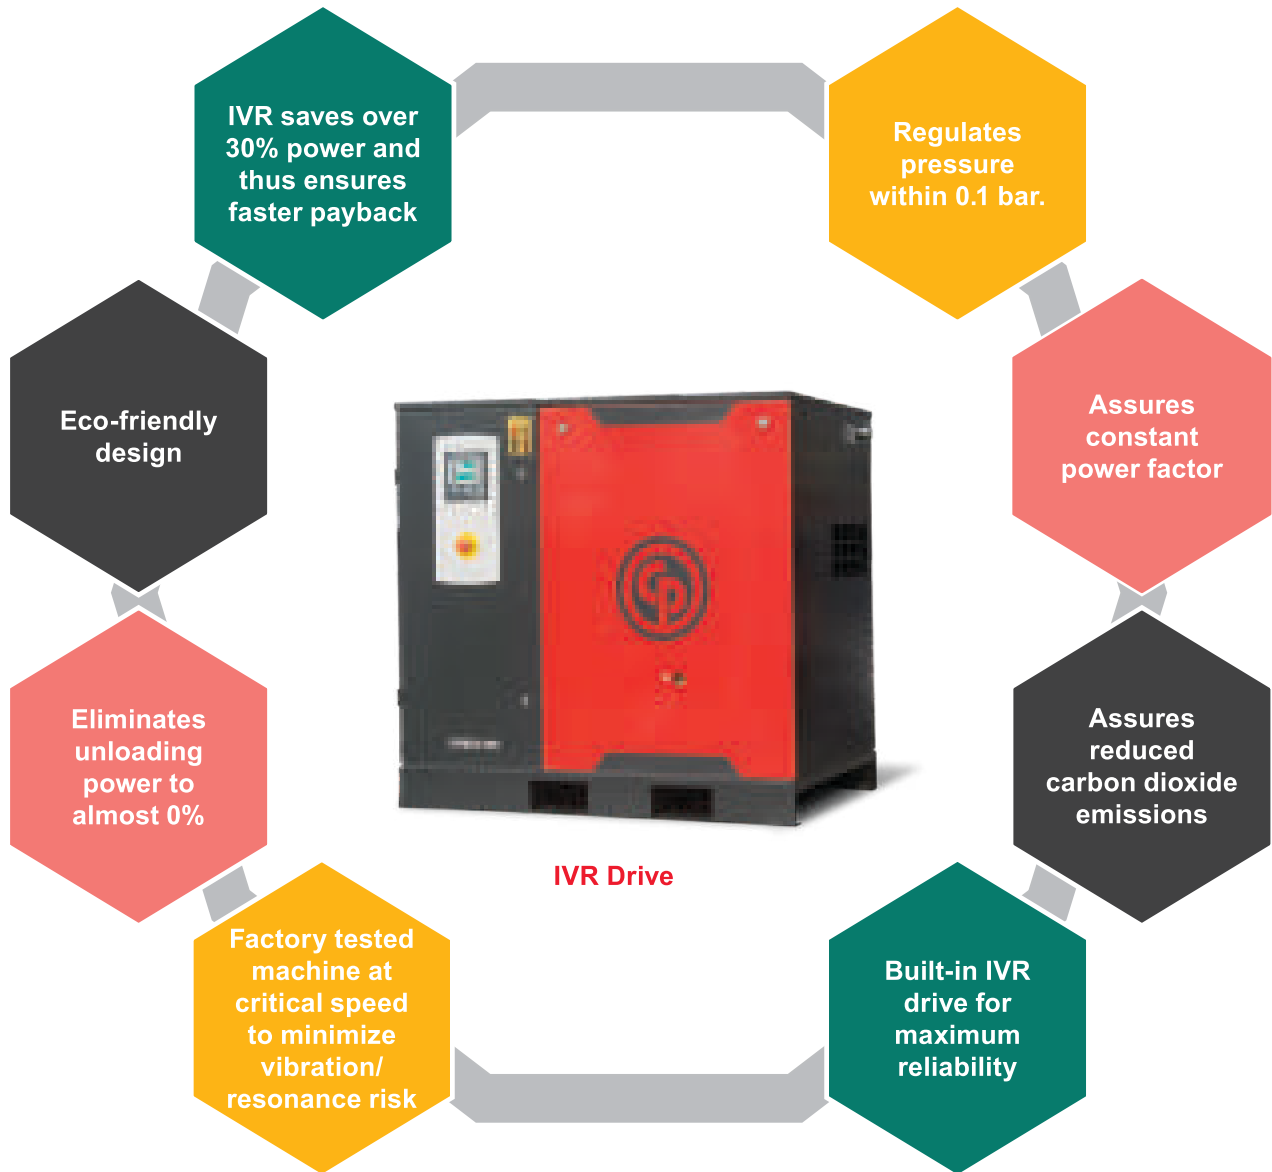 IVR saves over
30% power and
thus ensures
faster payback
Regulates
pressure
within 0.1 bar.
Eco-friendly
design
Assures
constant
power factor
Eliminates
unloading
power to
almost 0%
Assures
reduced
carbon dioxide
emissions
CP
IVR Drive
Factory tested
machine at
critical speed
to minimize
vibration/
resonance risk
Built-in IVR
drive for
maximum
reliability